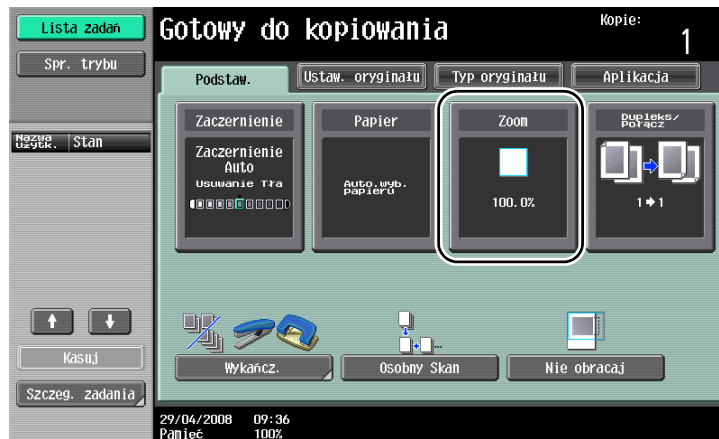 Lista zadań
Spr. trybu
Nazwa użytk.
Stan
Kasuj
Szczeg. zadania
Gotowy do kopiowania
Kopie:
1
Podstaw.
Ustaw. oryginału
Typ oryginału
Aplikacja
Zaczernienie
Zaczernienie
Auto
Usuwanie Tła
Papier
Auto.wyb.
papieru
Zoom
100.0%
Dupleks/
Połącz
1➔1
Wykańcz.
Osobny Skan
Nie obracaj
29/04/2008 09:36
Pamięć 100%